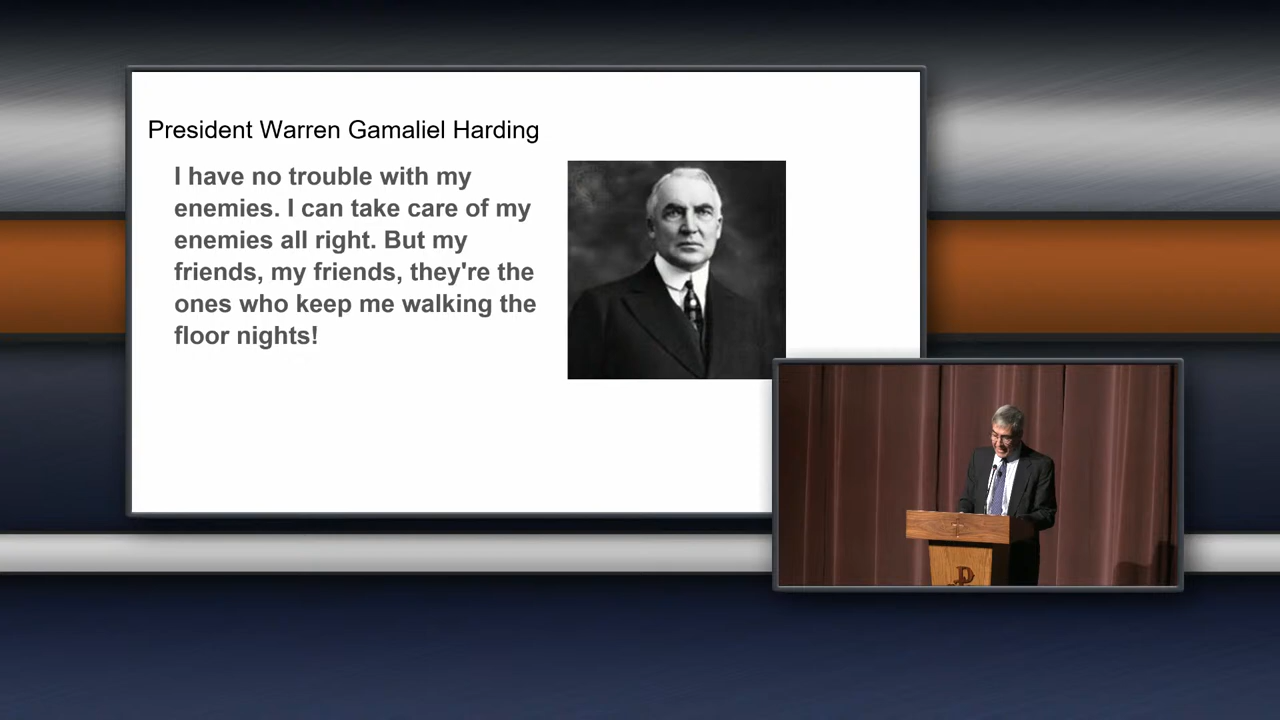 President Warren Gamaliel Harding
I have no trouble with my
enemies. I can take care of my
enemies all right. But my
friends, my friends, they're the
ones who keep me walking the
floor nights!